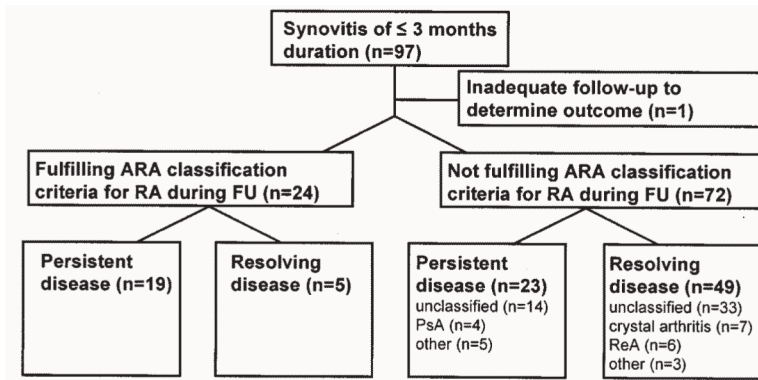 Synovitis of ≤ 3 months
duration (n=97)
Inadequate follow-up to
determine outcome (n=1)
Fulfilling ARA classification
criteria for RA during FU (n=24)
Not fulfilling ARA classification
criteria for RA during FU (n=72)
Persistent
disease (n=19)
Resolving
disease (n=5)
Persistent
disease (n=23)
unclassified (n=14)
PsA (n=4)
other (n=5)
Resolving
disease (n=49)
unclassified (n=33)
crystal arthritis (n=7)
ReA (n=6)
other (n=3)